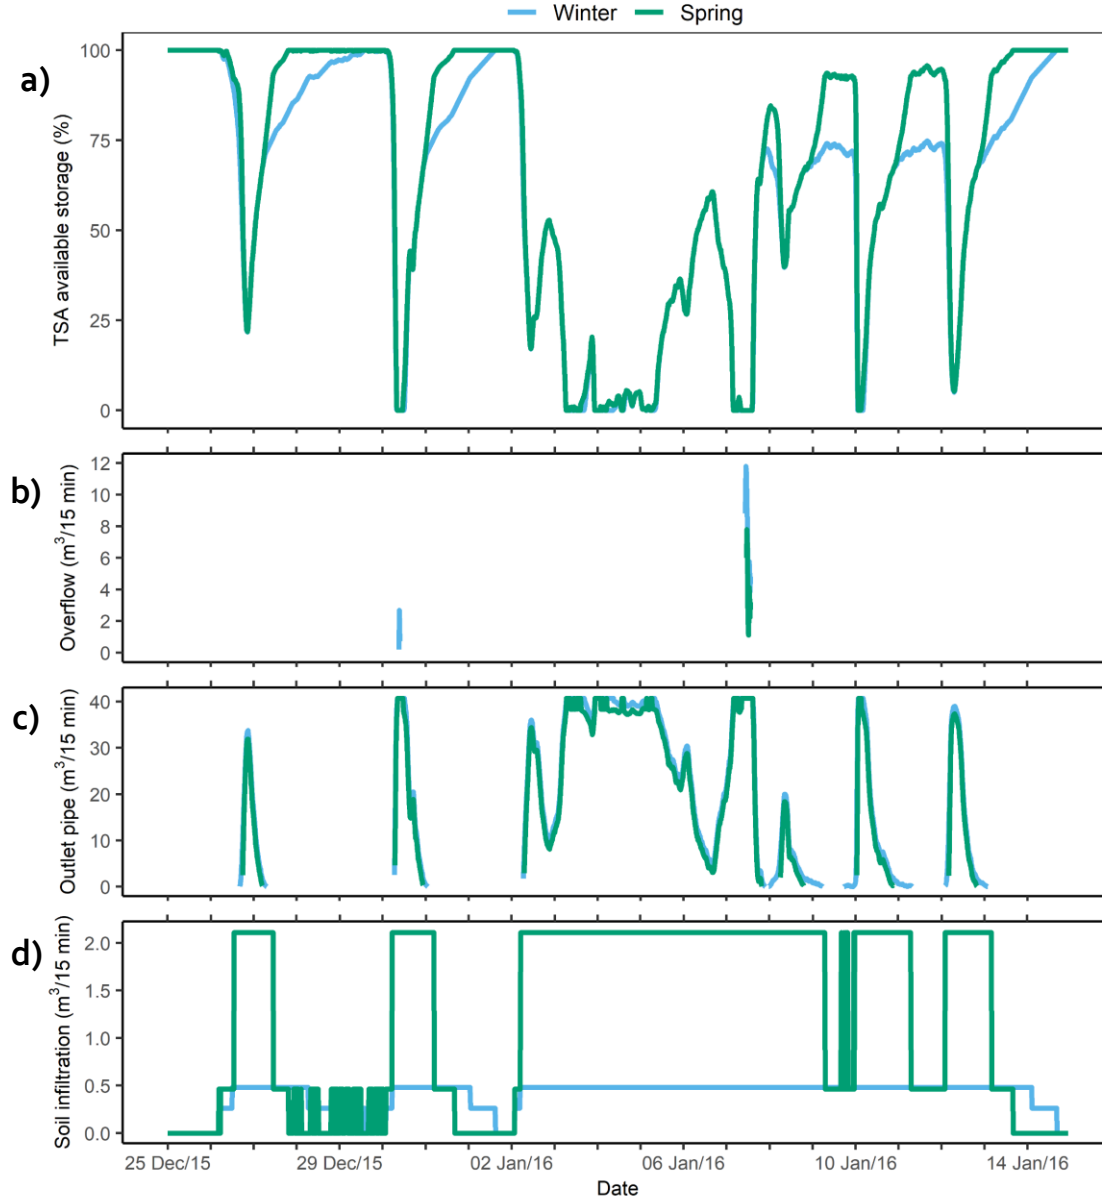 Winter Spring
a)
TSA available storage (%)
100
75
50
25
0
b)
Overflow (m³/15 min)
12
10
8
6
4
2
0
c)
Outlet pipe (m³/15 min)
40
30
20
10
0
d)
Soil infiltration (m³/15 min)
2.0
1.5
1.0
0.5
0.0
25 Dec/15 29 Dec/15 02 Jan/16 06 Jan/16 10 Jan/16 14 Jan/16
Date